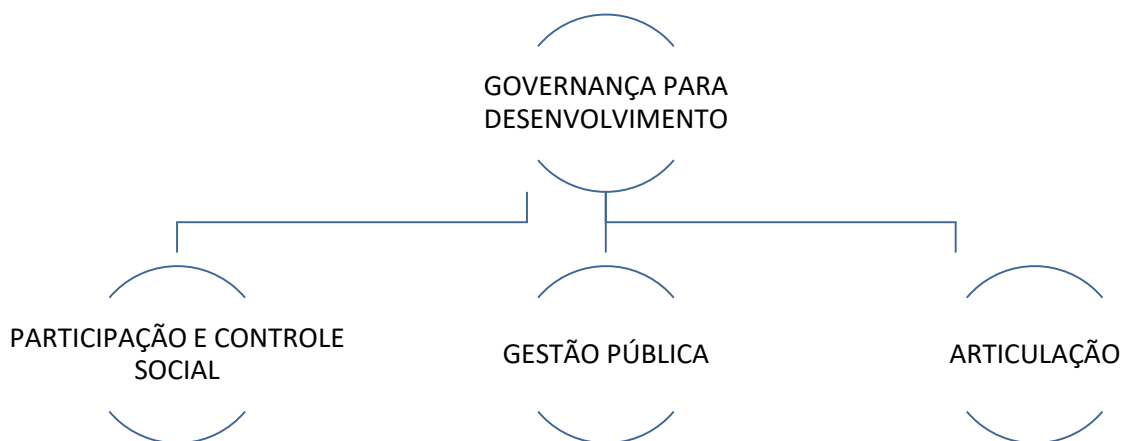 GOVERNANÇA PARA
DESENVOLVIMENTO
PARTICIPAÇÃO E CONTROLE
SOCIAL
GESTÃO PÚBLICA
ARTICULAÇÃO